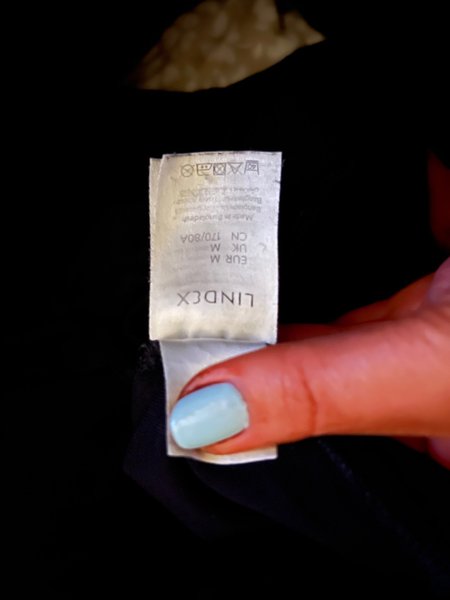 LINDEX
EUR M
UK M
CN 170/80A
Made in Bangladesh